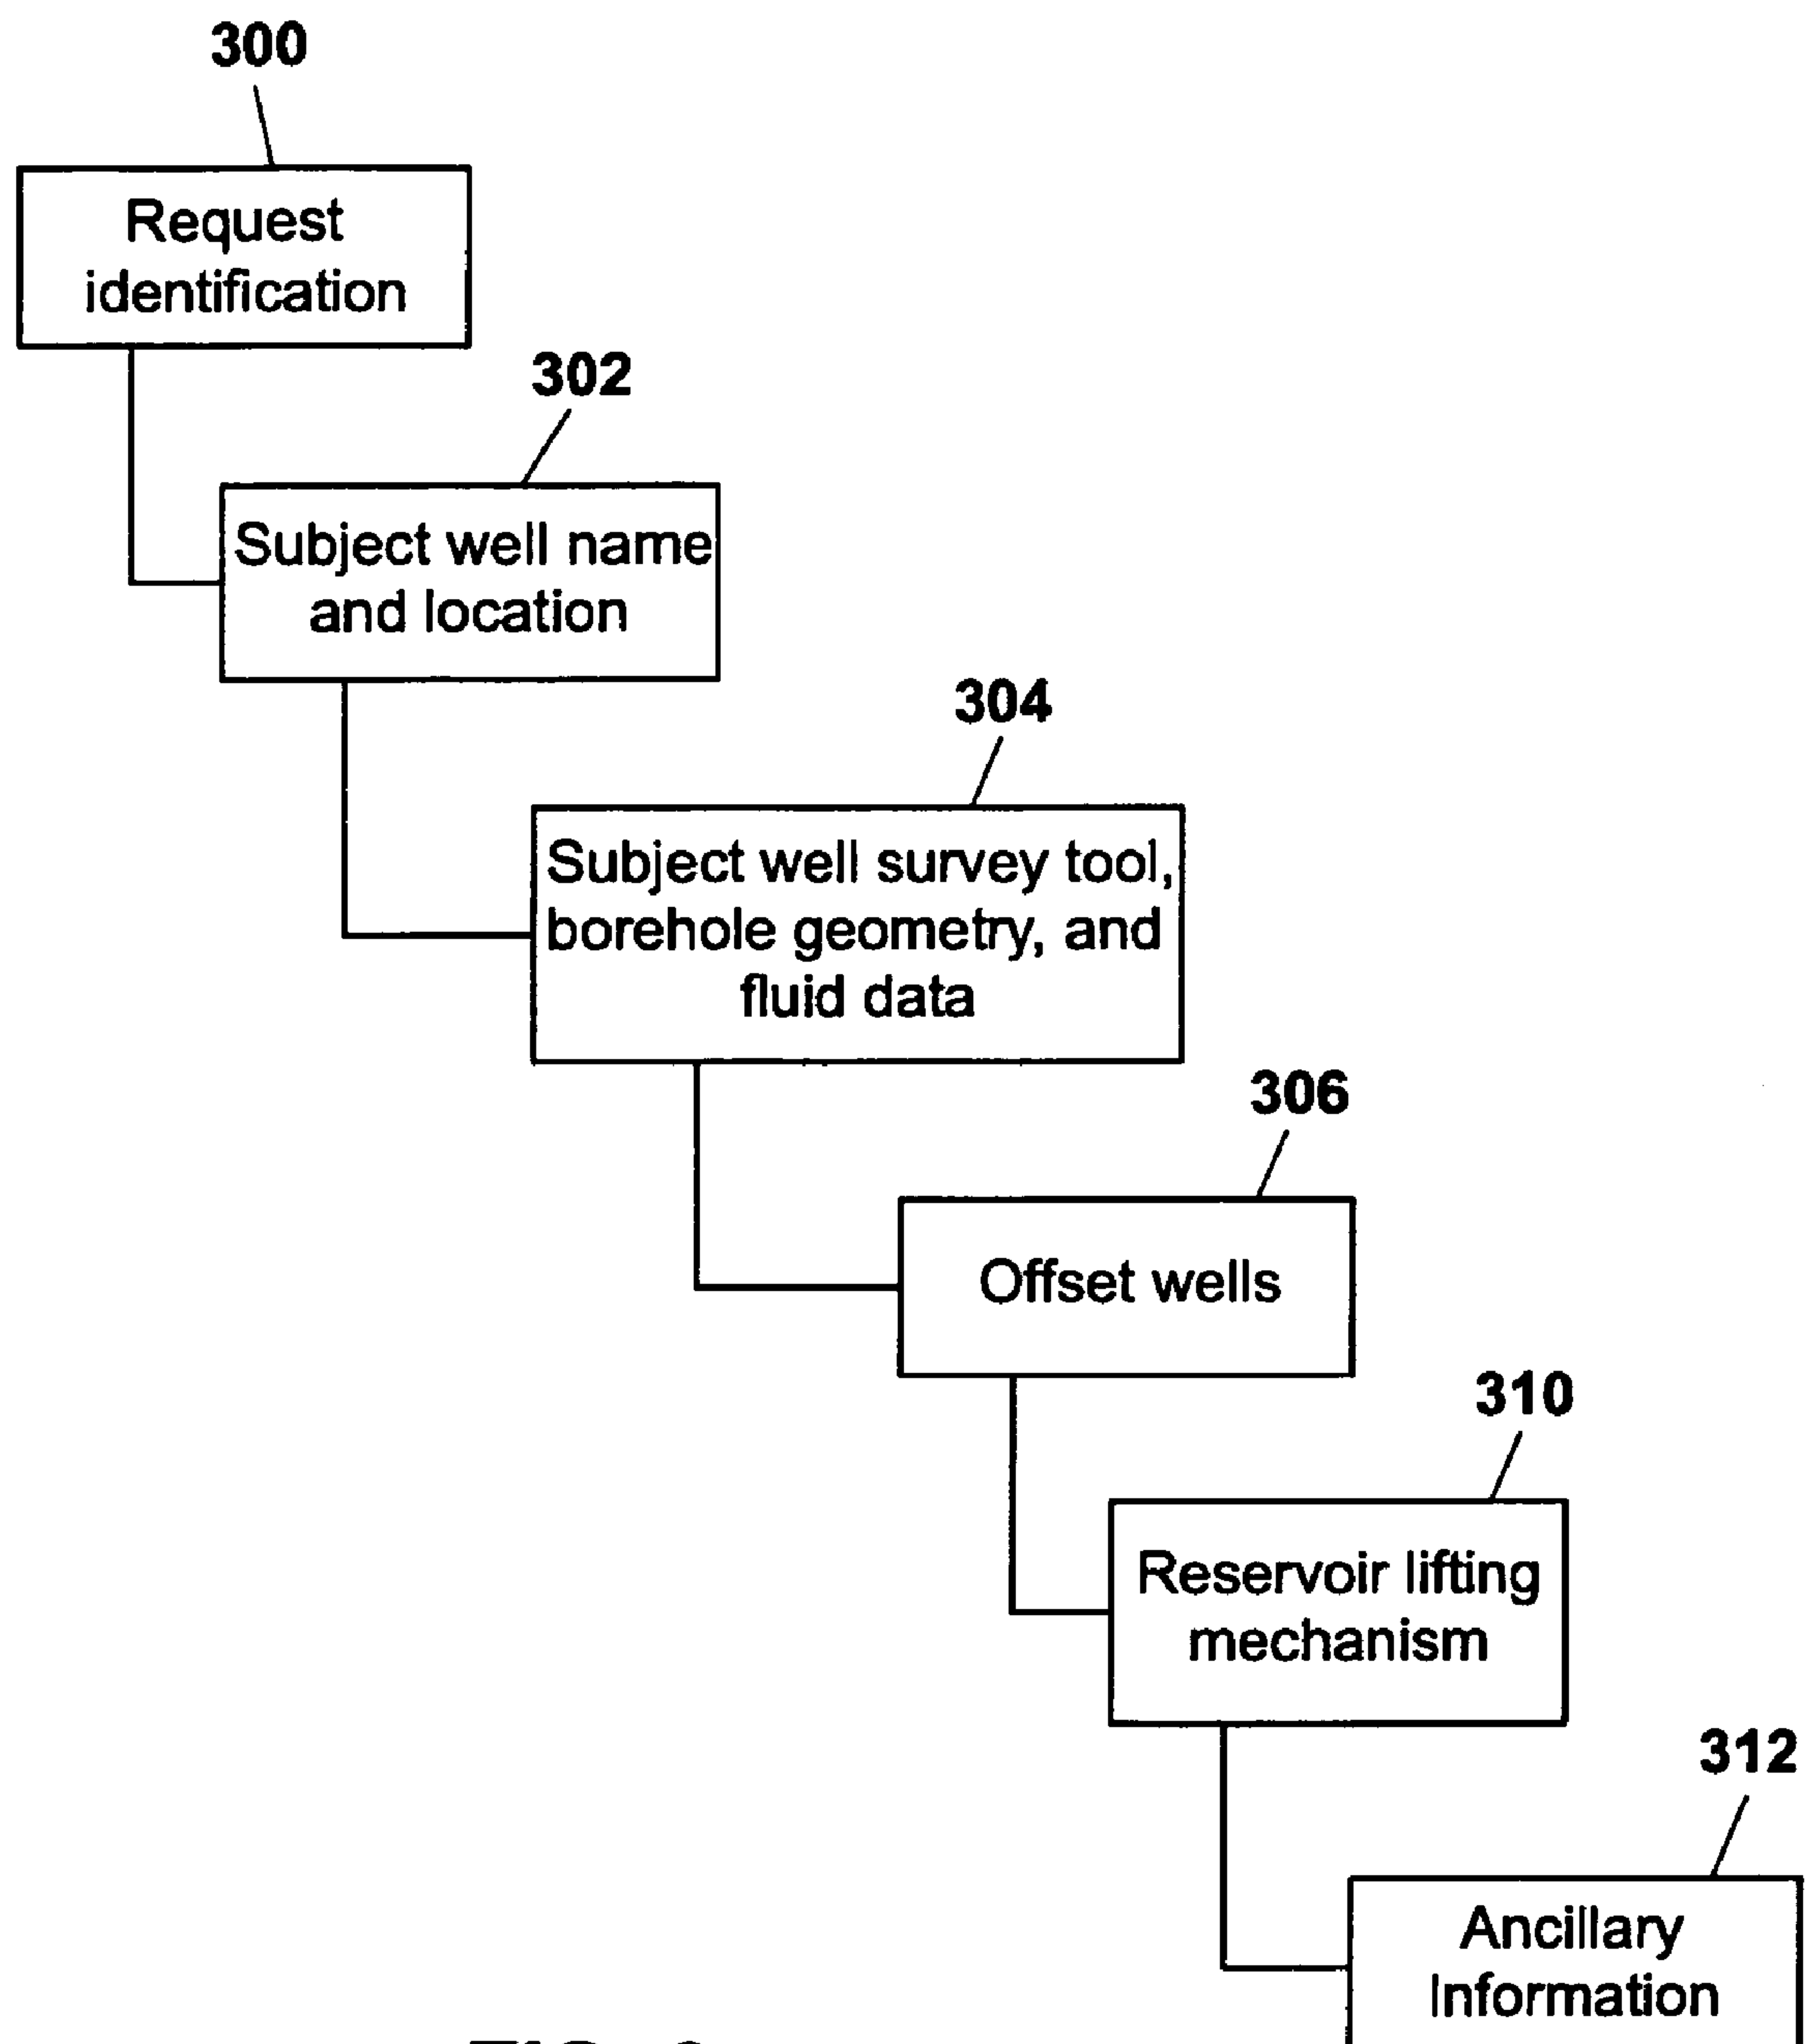 300
Request
identification
302
Subject well name
and location
304
Subject well survey tool,
borehole geometry, and
fluid data
306
Offset wells
310
Reservoir lifting
mechanism
312
Ancillary
Information